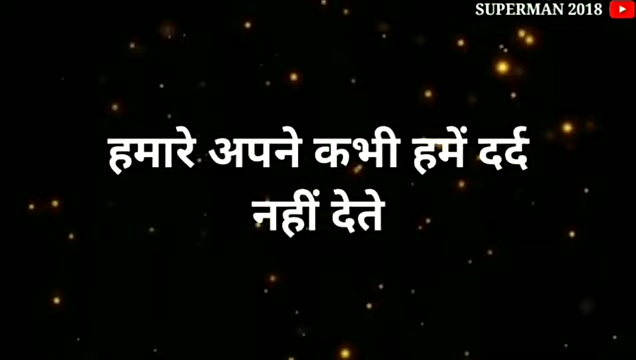 SUPERMAN 2018
हमारे अपने कभी हमें दर्द
नहीं देते